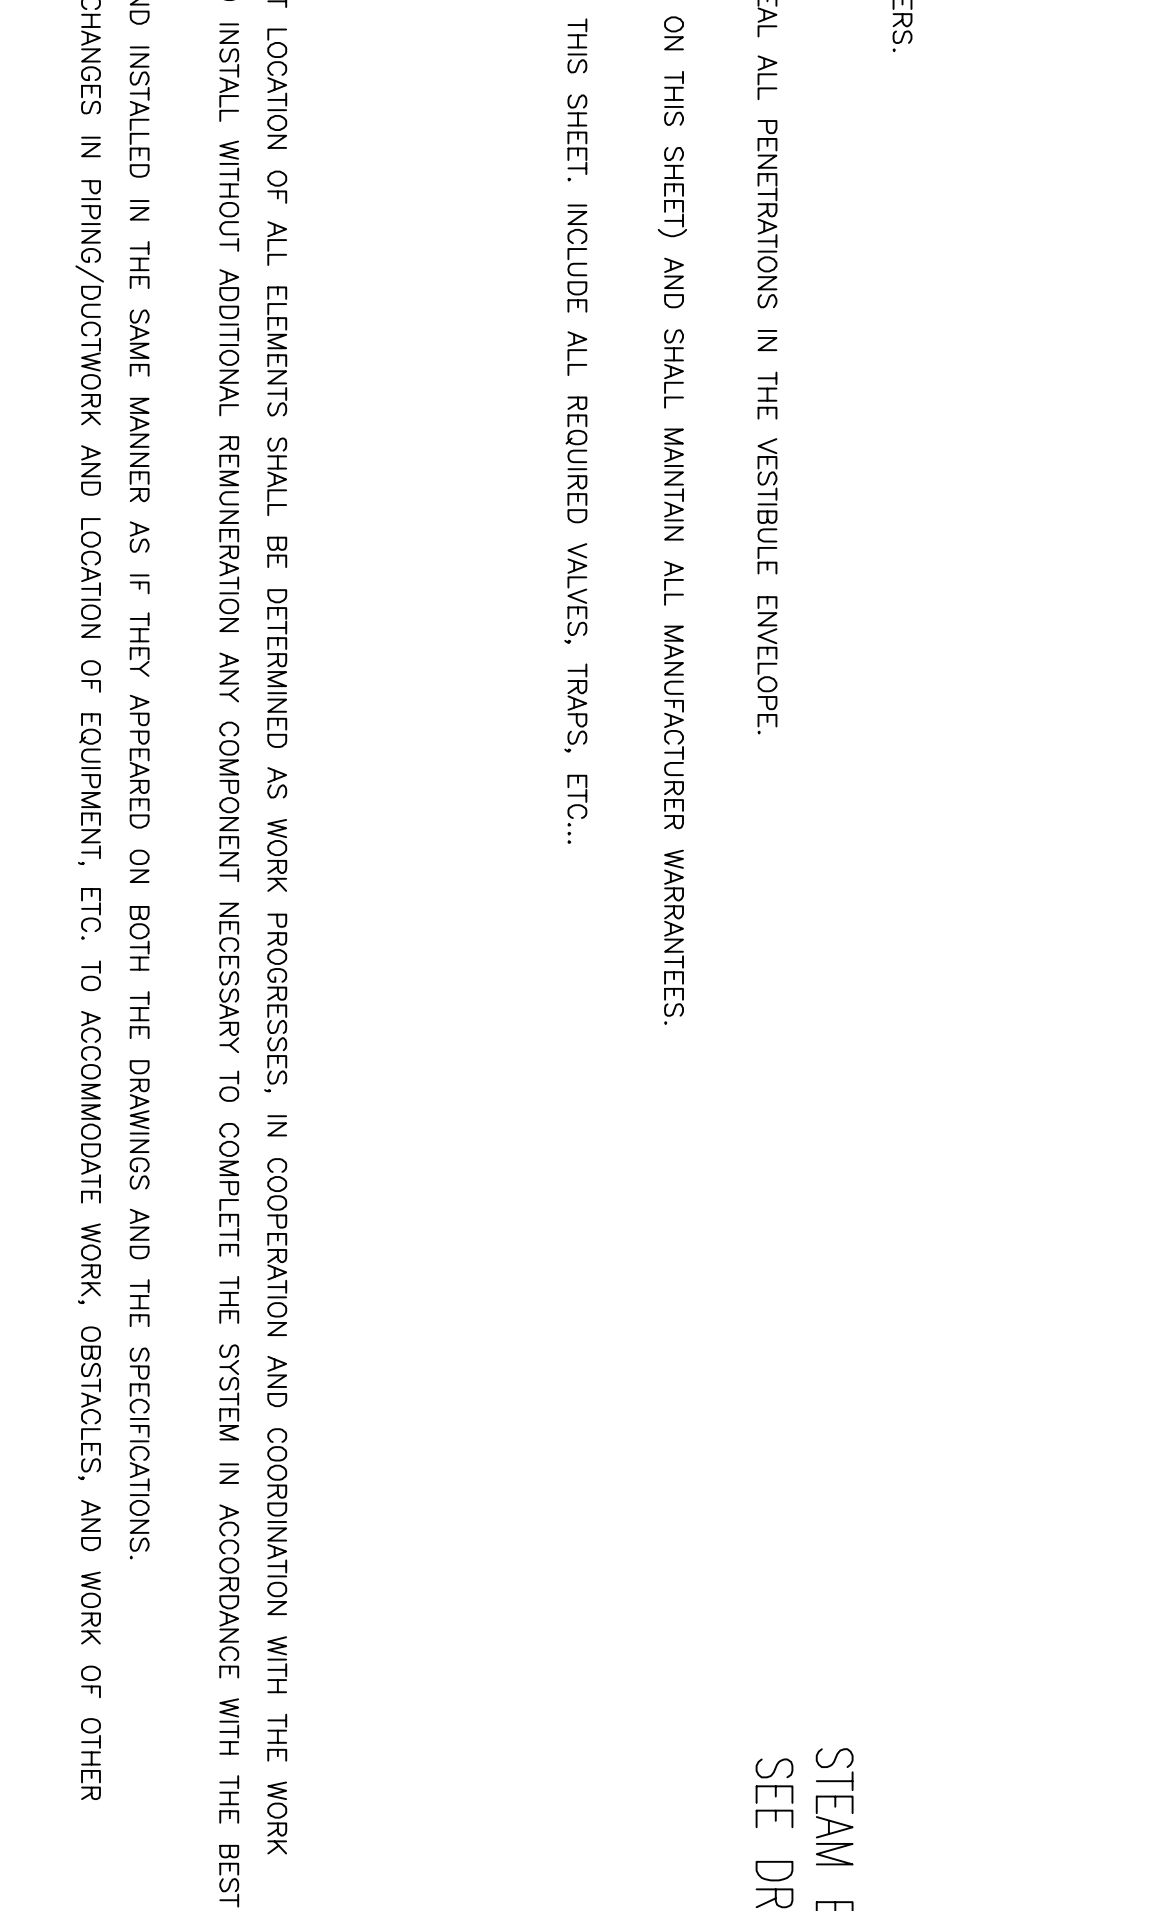 ERS.
EAL ALL PENETRATIONS IN THE VESTIBULE ENVELOPE.
ON THIS SHEET) AND SHALL MAINTAIN ALL MANUFACTURER WARRANTEES.
THIS SHEET. INCLUDE ALL REQUIRED VALVES, TRAPS, ETC...
T LOCATION OF ALL ELEMENTS SHALL BE DETERMINED AS WORK PROGRESSES, IN COOPERATION AND COORDINATION WITH THE WORK
INSTALL WITHOUT ADDITIONAL REMUNERATION ANY COMPONENT NECESSARY TO COMPLETE THE SYSTEM IN ACCORDANCE WITH THE BEST
ND INSTALLED IN THE SAME MANNER AS IF THEY APPEARED ON BOTH THE DRAWINGS AND THE SPECIFICATIONS.
CHANGES IN PIPING/DUCTWORK AND LOCATION OF EQUIPMENT, ETC. TO ACCOMMODATE WORK, OBSTACLES, AND WORK OF OTHER
STEAM
SEE DR